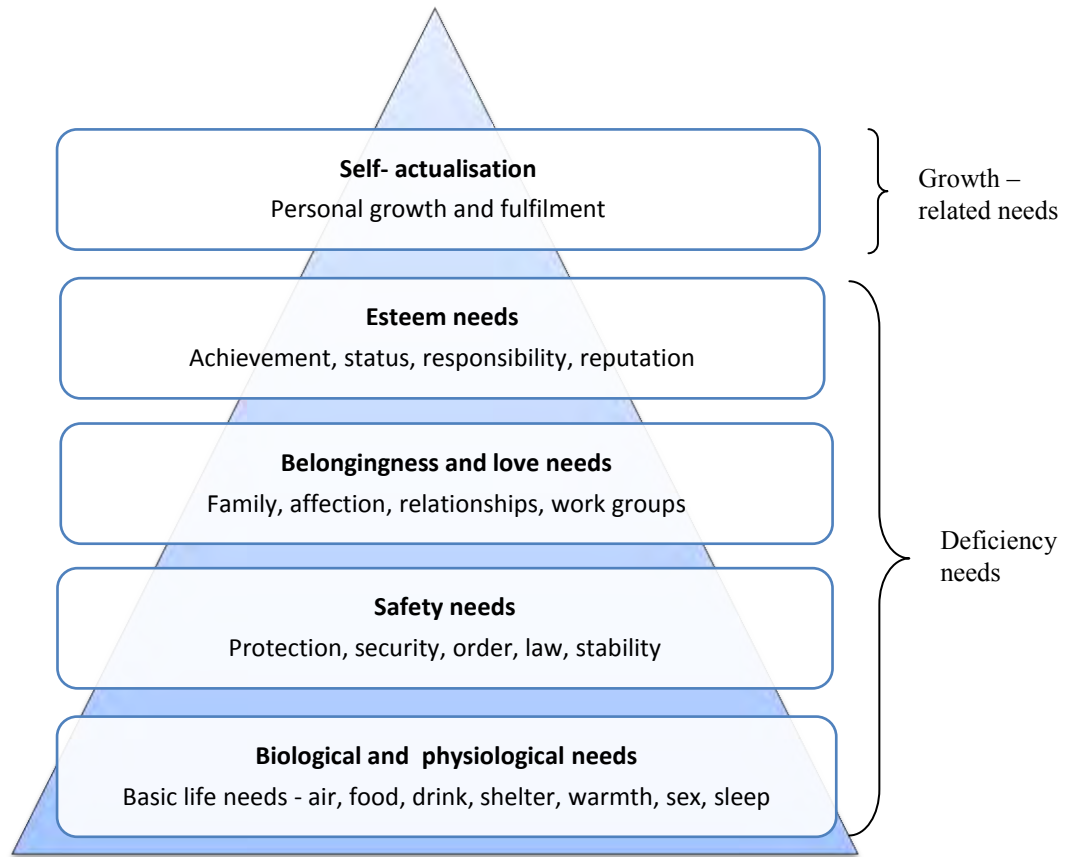 Self- actualisation
Personal growth and fulfilment
Growth –
related needs
Esteem needs
Achievement, status, responsibility, reputation
Belongingness and love needs
Family, affection, relationships, work groups
Deficiency
needs
Safety needs
Protection, security, order, law, stability
Biological and  physiological needs
Basic life needs - air, food, drink, shelter, warmth, sex, sleep